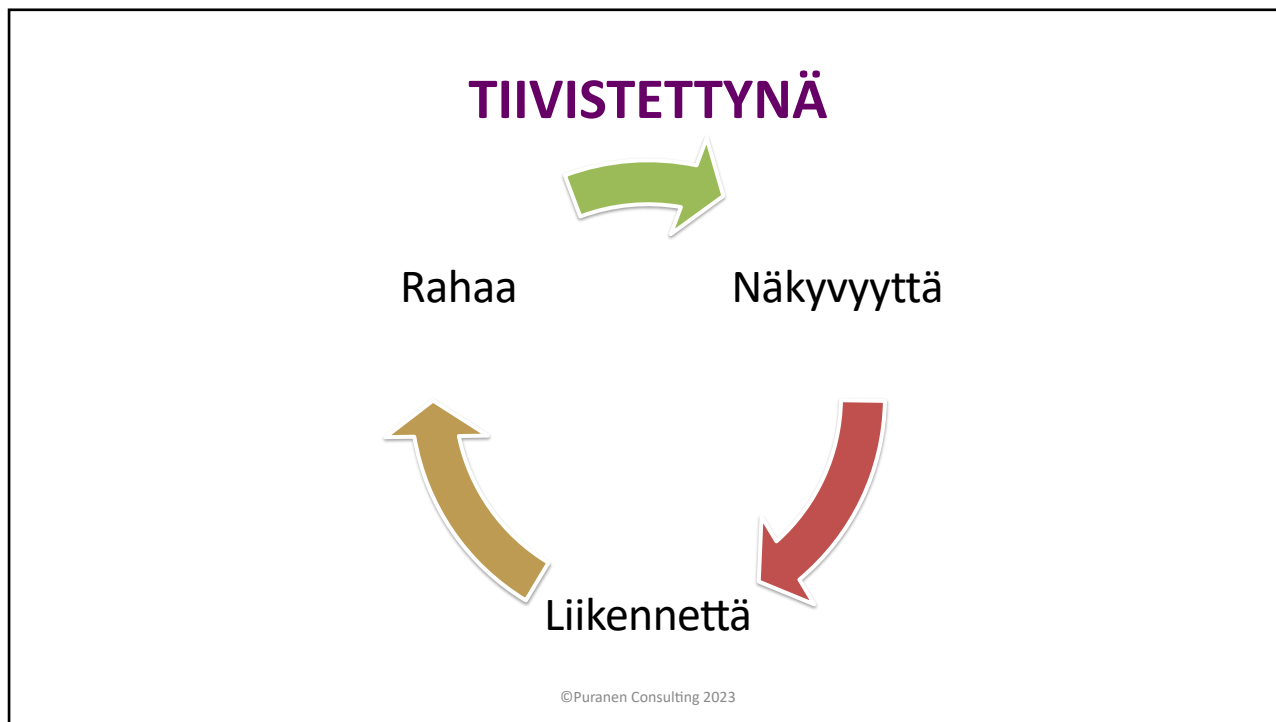 TIIVISTETTYNÄ
Rahaa
Näkyvyyttä
Liikennettä
©Puranen Consulting 2023